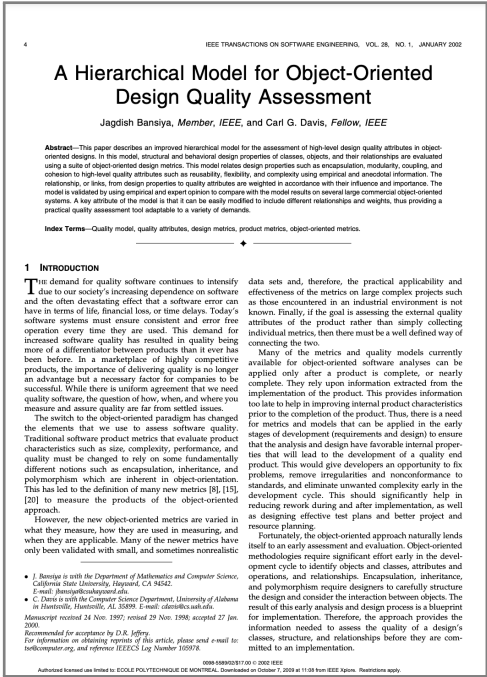 4
IEEE TRANSACTIONS ON SOFTWARE ENGINEERING, VOL. 28, NO. 1, JANUARY 2002
A Hierarchical Model for Object-Oriented
Design Quality Assessment
Jagdish Bansiya, Member, IEEE, and Carl G. Davis, Fellow, IEEE
Abstract—This paper describes an improved hierarchical model for the assessment of high-level design quality attributes in object-
oriented designs. In this model, structural and behavioral design properties of classes, objects, and their relationships are evaluated
using a suite of object-oriented design metrics. This model relates design properties such as encapsulation, modularity, coupling, and
cohesion to high-level quality attributes such as reusability, flexibility, and complexity using empirical and anecdotal information. The
relationship, or links, from design properties to quality attributes are weighted in accordance with their influence and importance. The
model is validated by using empirical and expert opinion to compare with the model results on several large commercial object-oriented
systems. A key attribute of the model is that it can be easily modified to include different relationships and weights, thus providing a
practical quality assessment tool adaptable to a variety of demands.
Index Terms—Quality model, quality attributes, design metrics, product metrics, object-oriented metrics.
1 INTRODUCTION
THE demand for quality software continues to intensify
due to our society's increasing dependence on software
and the often devastating effect that a software error can
have in terms of life, financial loss, or time delays. Today's
software systems must ensure consistent and error free
operation every time they are used. This demand for
increased software quality has resulted in quality being
more of a differentiator between products than it ever has
been before. In a marketplace of highly competitive
products, the importance of delivering quality is no longer
an advantage but a necessary factor for companies to be
successful. While there is uniform agreement that we need
quality software, the question of how, when, and where you
measure and assure quality are far from settled issues.
The switch to the object-oriented paradigm has changed
the elements that we use to assess software quality.
Traditional software product metrics that evaluate product
characteristics such as size, complexity, performance, and
quality must be changed to rely on some fundamentally
different notions such as encapsulation, inheritance, and
polymorphism which are inherent in object-orientation.
This has led to the definition of many new metrics [8], [15],
[20] to measure the products of the object-oriented
approach.
However, the new object-oriented metrics are varied in
what they measure, how they are used in measuring, and
when they are applicable. Many of the newer metrics have
only been validated with small, and sometimes nonrealistic
• J. Bansiya is with the Department of Mathematics and Computer Science,
California State University, Hayward, CA 94542.
E-mail: jbansiya@csuhayward.edu.
• C. Davis is with the Computer Science Department, University of Alabama
in Huntsville, Huntsville, AL 35899. E-mail: cdavis@cs.uah.edu.
Manuscript received 24 Nov. 1997; revised 29 Nov. 1998; accepted 27 Jan.
2000.
Recommended for acceptance by D.R. Jeffery.
For information on obtaining reprints of this article, please send e-mail to:
tse@computer.org, and reference IEEECS Log Number 105978.
data sets and, therefore, the practical applicability and
effectiveness of the metrics on large complex projects such
as those encountered in an industrial environment is not
known. Finally, if the goal is assessing the external quality
attributes of the product rather than simply collecting
individual metrics, then there must be a well defined way of
connecting the two.
Many of the metrics and quality models currently
available for object-oriented software analyses can be
applied only after a product is complete, or nearly
complete. They rely upon information extracted from the
implementation of the product. This provides information
too late to help in improving internal product characteristics
prior to the completion of the product. Thus, there is a need
for metrics and models that can be applied in the early
stages of development (requirements and design) to ensure
that the analysis and design have favorable internal proper-
ties that will lead to the development of a quality end
product. This would give developers an opportunity to fix
problems, remove irregularities and nonconformance to
standards, and eliminate unwanted complexity early in the
development cycle. This should significantly help in
reducing rework during and after implementation, as well
as designing effective test plans and better project and
resource planning.
Fortunately, the object-oriented approach naturally lends
itself to an early assessment and evaluation. Object-oriented
methodologies require significant effort early in the devel-
opment cycle to identify objects and classes, attributes and
operations, and relationships. Encapsulation, inheritance,
and polymorphism require designers to carefully structure
the design and consider the interaction between objects. The
result of this early analysis and design process is a blueprint
for implementation. Therefore, the approach provides the
information needed to assess the quality of a design's
classes, structure, and relationships before they are com-
mitted to an implementation.
0098-5589/02/$17.00 © 2002 IEEE
Authorized licensed use limited to: ECOLE POLYTECHNIQUE DE MONTREAL. Downloaded on October 7, 2009 at 11:08 from IEEE Xplore. Restrictions apply.